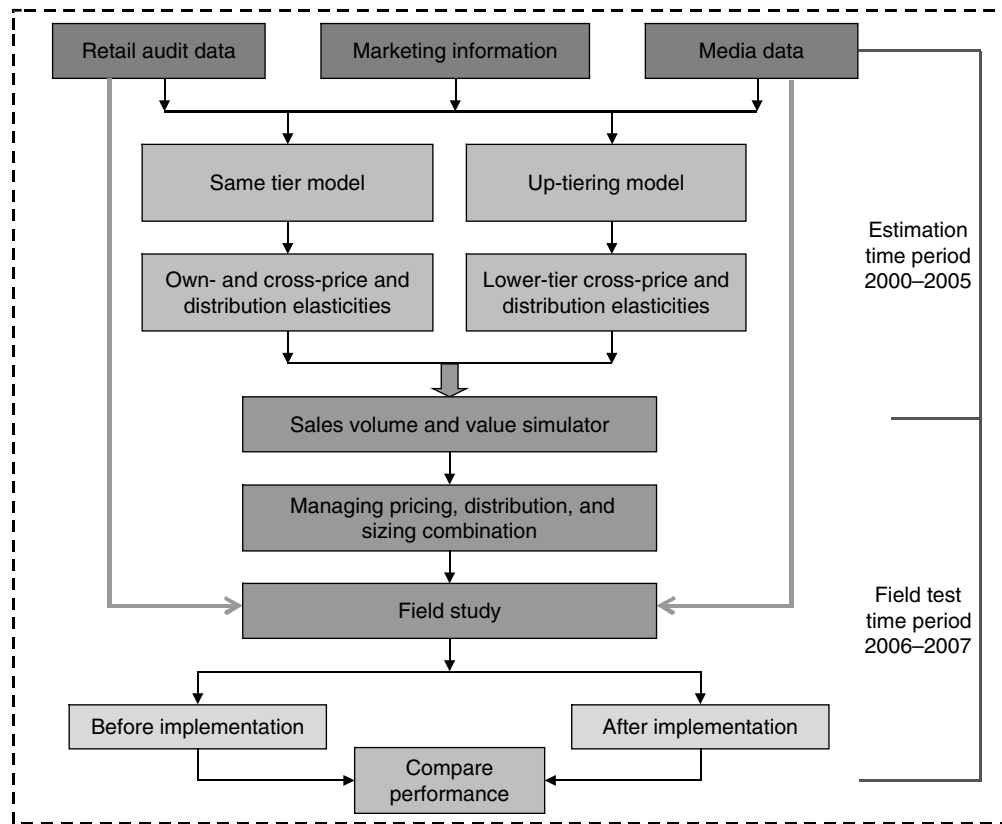 Retail audit data
Marketing information
Media data
Same tier model
Up-tiering model
Own- and cross-price and
distribution elasticities
Lower-tier cross-price and
distribution elasticities
Estimation
time period
2000–2005
Sales volume and value simulator
Managing pricing, distribution, and
sizing combination
Field study
Field test
time period
2006–2007
Before implementation
After implementation
Compare
performance